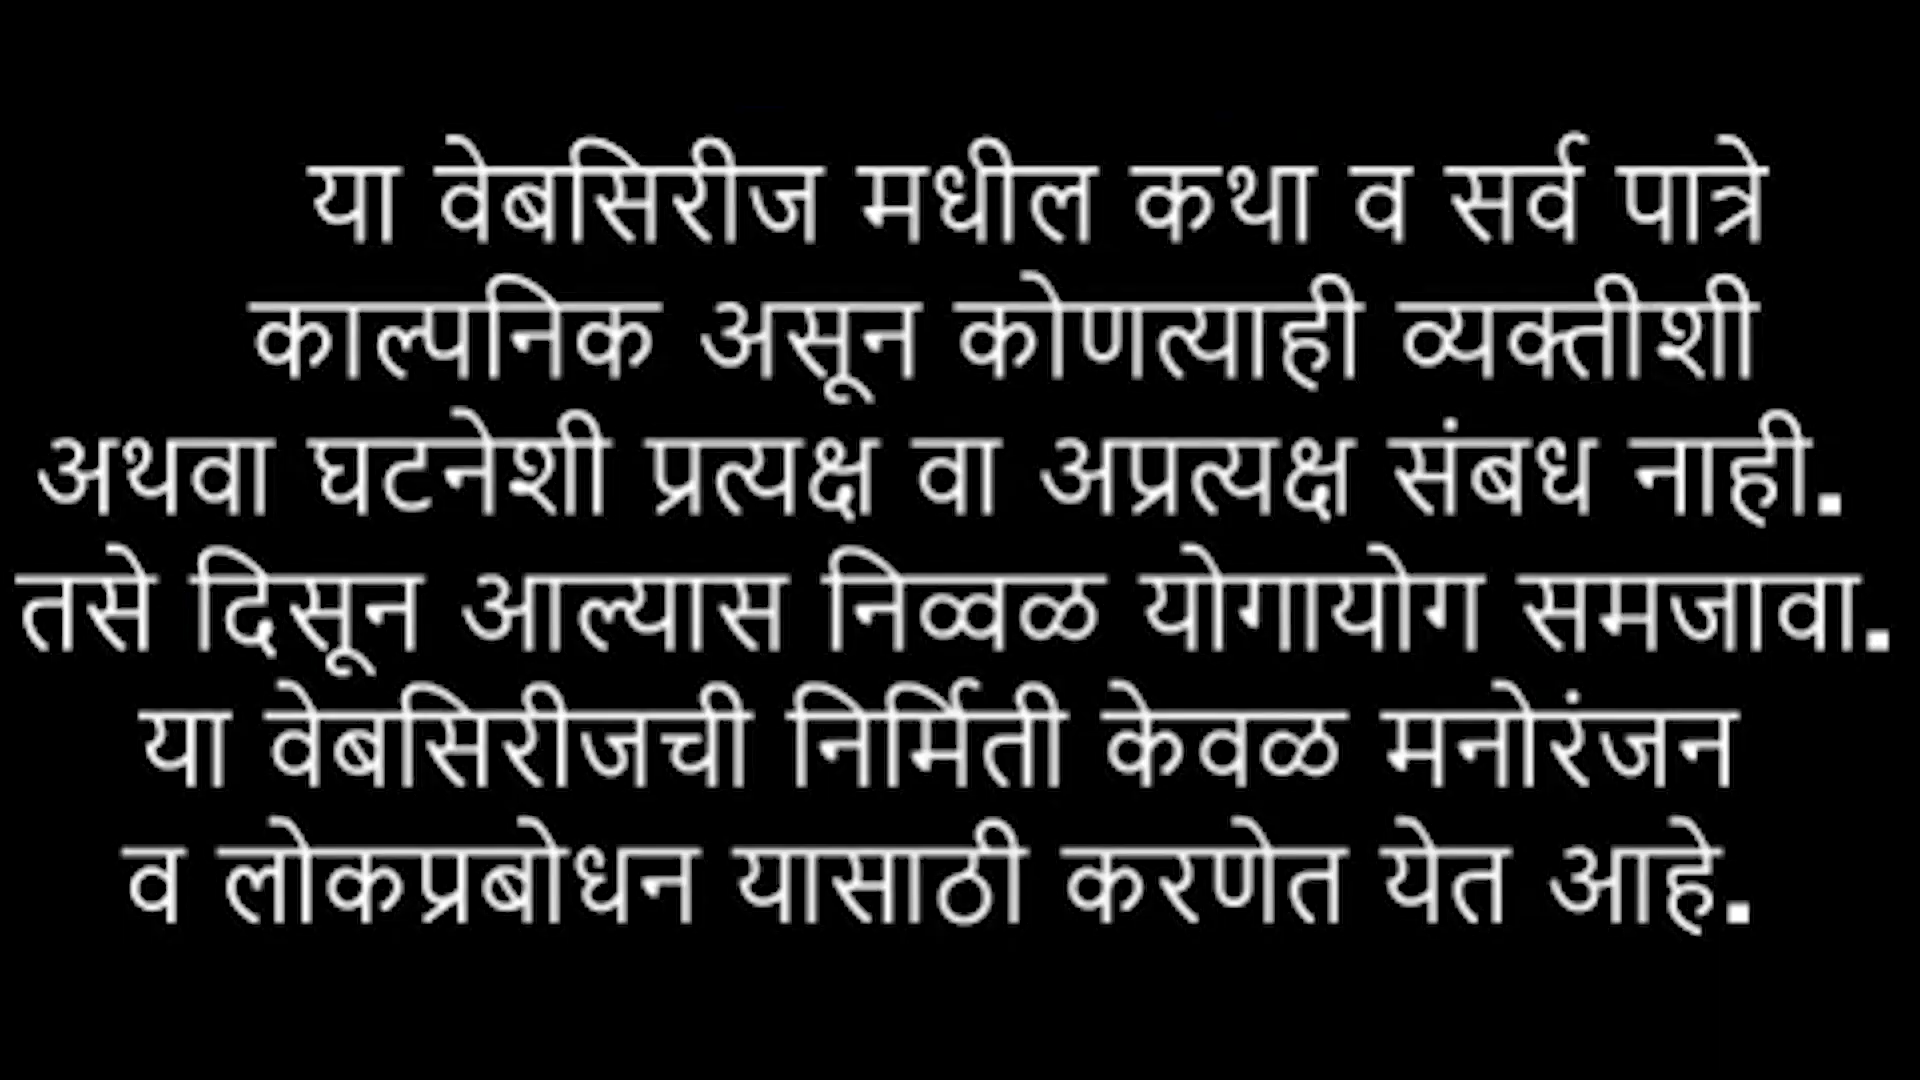 या वेबसिरीज मधील कथा व सर्व पात्रे
काल्पनिक असून कोणत्याही व्यक्तीशी
अथवा घटनेशी प्रत्यक्ष वा अप्रत्यक्ष संबध नाही.
तसे दिसून आल्यास निव्वळ योगायोग समजावा.
या वेबसिरीजची निर्मिती केवळ मनोरंजन
व लोकप्रबोधन यासाठी करणेत येत आहे.